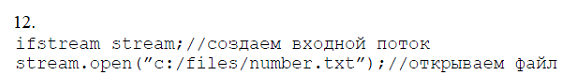 12.
ifstream stream;//создаем входной поток
stream.open(”c:/files/number.txt”);//открываем файл